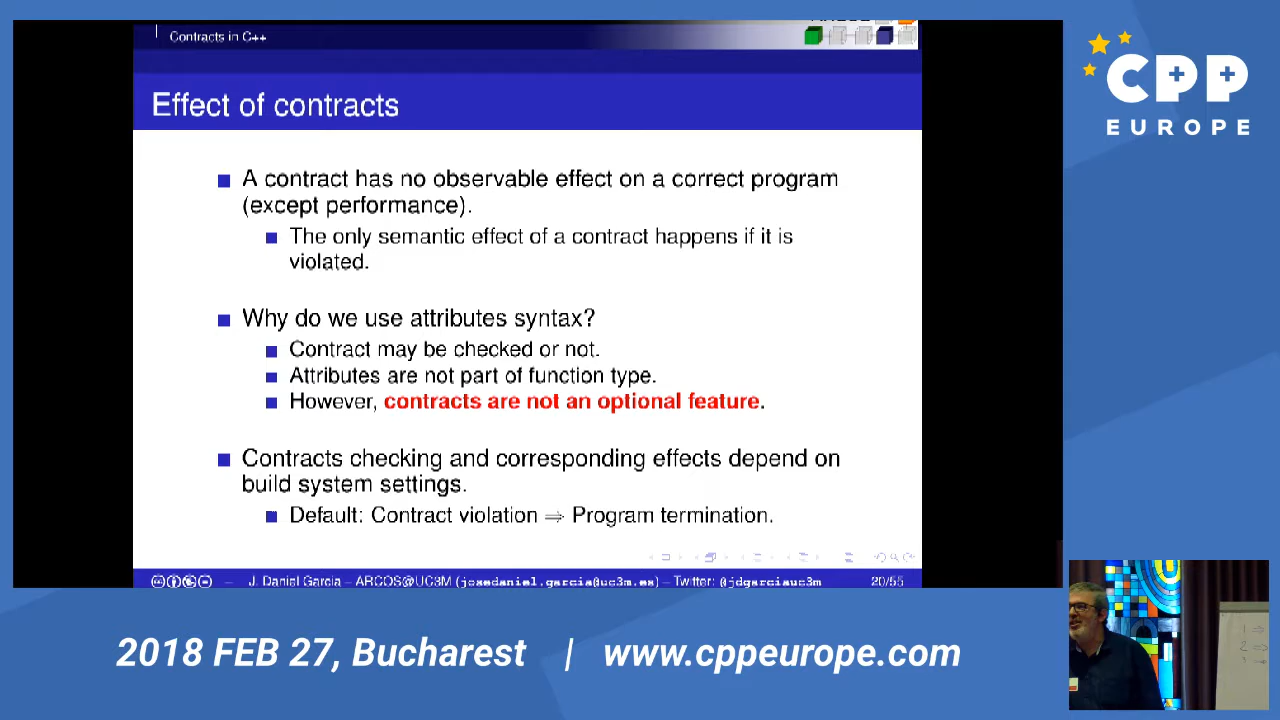 Contracts in C++
Effect of contracts
A contract has no observable effect on a correct program
(except performance).
The only semantic effect of a contract happens if it is
violated.
Why do we use attributes syntax?
Contract may be checked or not.
Attributes are not part of function type.
However, contracts are not an optional feature.
Contracts checking and corresponding effects depend on
build system settings.
Default: Contract violation ⇒ Program termination.
– J. Daniel Garcia – ARCOS@UC3M (josedaniel.garcia@uc3m.es) – Twitter: @jdgarciauc3m 20/55
CPP
EUROPE
2018 FEB 27, Bucharest | www.cppeurope.com